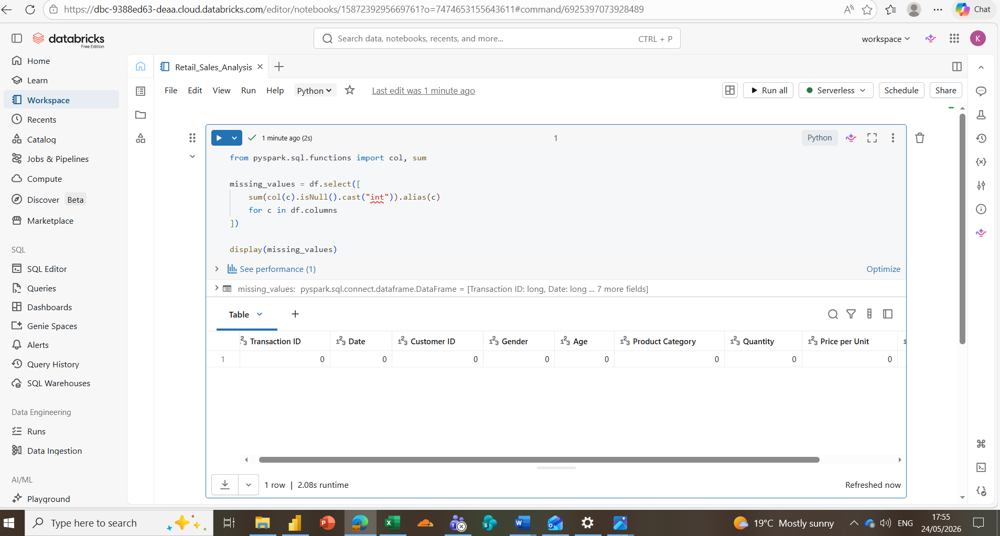 https://dbc-9388ed63-deaa.cloud.databricks.com/editor/notebooks/1587239295669761?o=7474653155643611#command/6925397073928489
Chat
databricks
Free Edition
Search data, notebooks, recents, and more...
CTRL + P
workspace
K
Home
Learn
Workspace
Recents
Catalog
Jobs & Pipelines
Compute
Discover
Beta
Marketplace
SQL
SQL Editor
Queries
Dashboards
Genie Spaces
Alerts
Query History
SQL Warehouses
Data Engineering
Runs
Data Ingestion
AI/ML
Playground
Retail_Sales_Analysis
File Edit View Run Help Python
Last edit was 1 minute ago
Run all
Serverless
Schedule
Share
1 minute ago (2s)
1
Python
from pyspark.sql.functions import col, sum
missing_values = df.select([
sum(col(c).isNull().cast("int")).alias(c)
for c in df.columns
])
display(missing_values)
See performance (1)
Optimize
missing_values: pyspark.sql.connect.dataframe.DataFrame = [Transaction ID: long, Date: long ... 7 more fields]
Table
Transaction ID Date Customer ID Gender Age Product Category Quantity Price per Unit
1 0 0 0 0 0 0 0 0
1 row | 2.08s runtime
Refreshed now
Type here to search
19°C Mostly sunny
ENG
17:55
24/05/2026